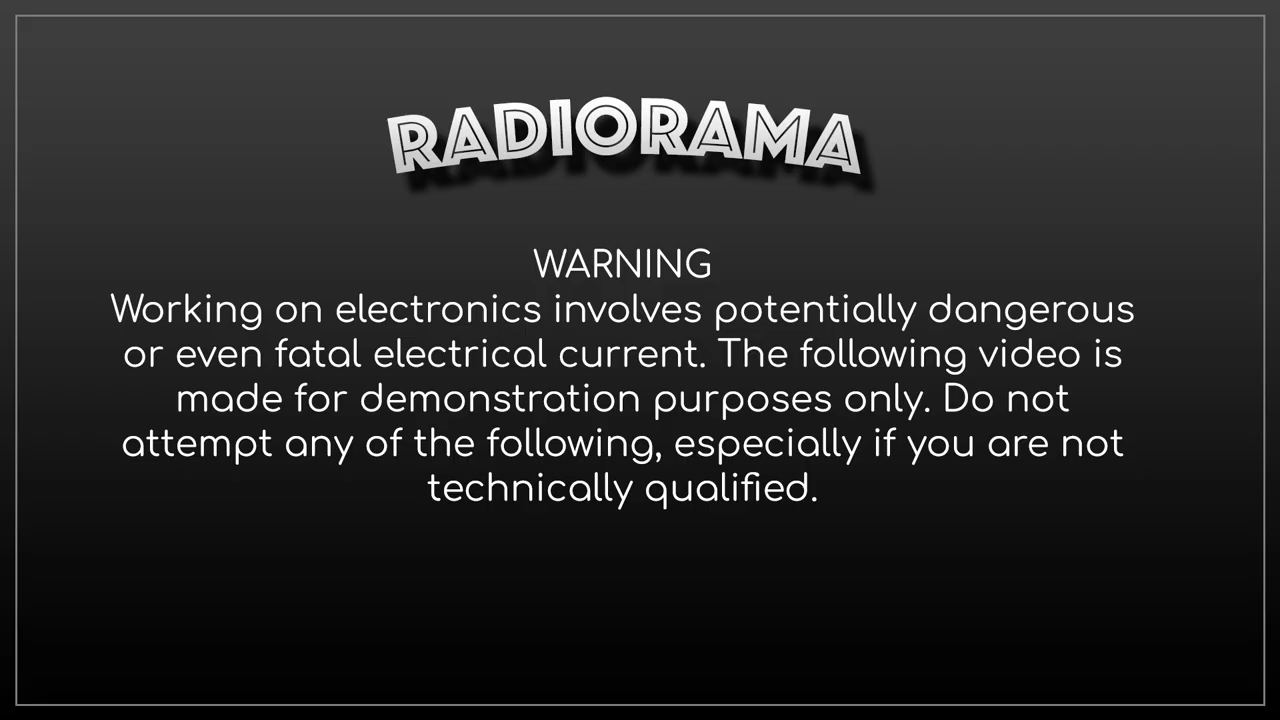 RADIORAMA
WARNING
Working on electronics involves potentially dangerous
or even fatal electrical current. The following video is
made for demonstration purposes only. Do not
attempt any of the following, especially if you are not
technically qualified.